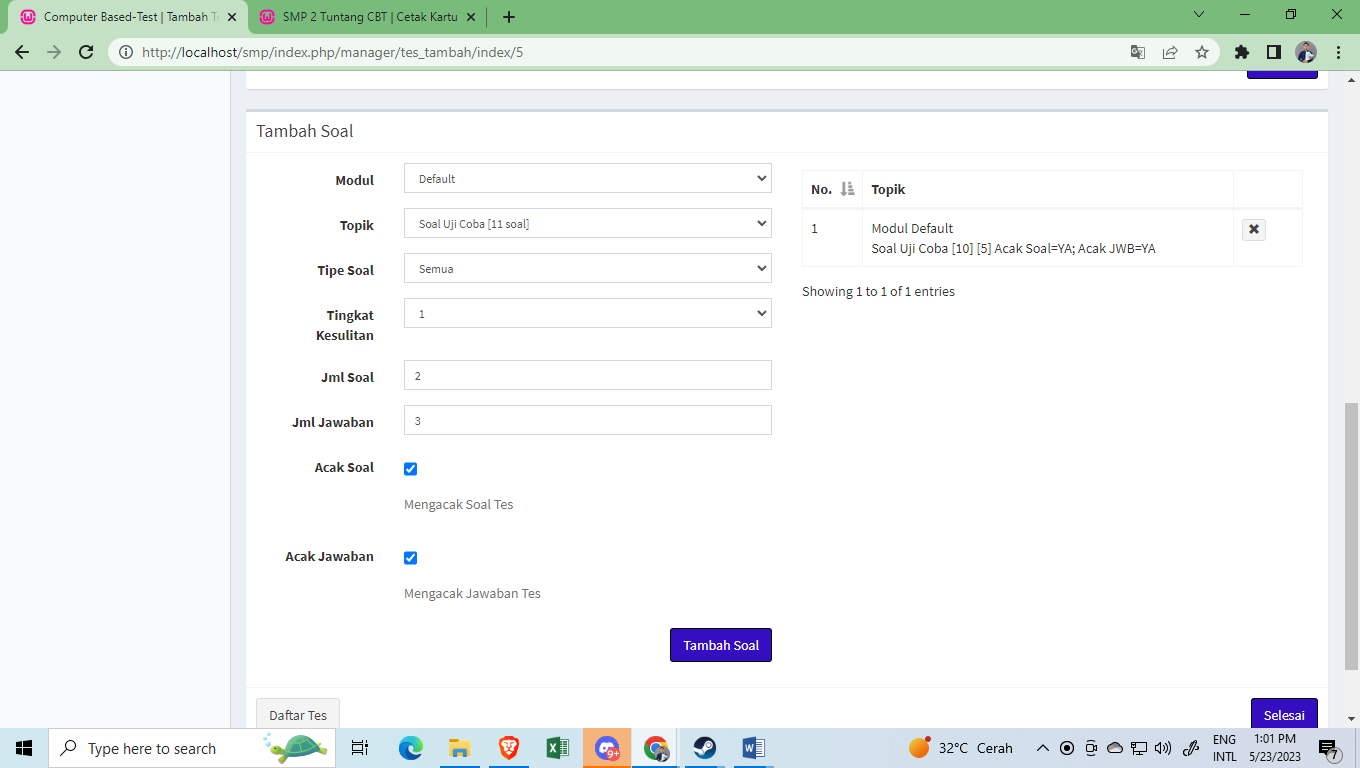 Computer Based-Test | Tambah T
SMP 2 Tuntang CBT | Cetak Kartu
http://localhost/smp/index.php/manager/tes_tambah/index/5
Tambah Soal
Modul
Default
Topik
Soal Uji Coba [11 soal]
Tipe Soal
Semua
Tingkat
Kesulitan
1
Jml Soal
2
Jml Jawaban
3
Acak Soal
Mengacak Soal Tes
Acak Jawaban
Mengacak Jawaban Tes
Tambah Soal
No. Topik
1 Modul Default
Soal Uji Coba [10] [5] Acak Soal=YA; Acak JWB=YA
Showing 1 to 1 of 1 entries
Daftar Tes
Selesai
Type here to search
9+
32°C Cerah
ENG
INTL
1:01 PM
5/23/2023
7